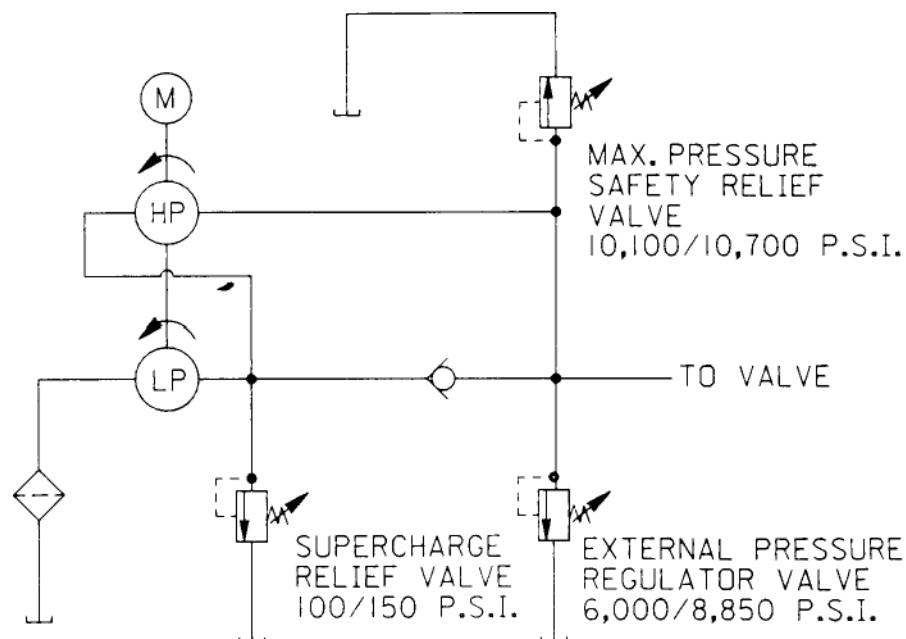 M
MAX. PRESSURE
SAFETY RELIEF
VALVE
10,100/10,700 P.S.I.
HP
LP
TO VALVE
SUPERCHARGE
RELIEF VALVE
100/150 P.S.I.
EXTERNAL PRESSURE
REGULATOR VALVE
6,000/8,850 P.S.I.